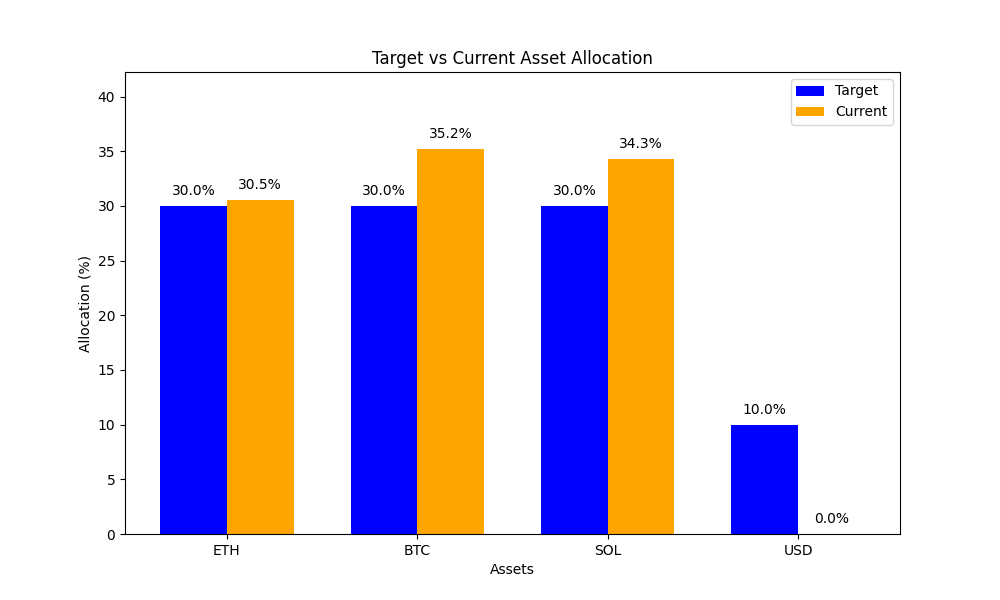 Target vs Current Asset Allocation
Target
Current
Allocation (%)
40
35
30
25
20
15
10
5
0
30.0%
30.5%
30.0%
35.2%
30.0%
34.3%
10.0%
0.0%
ETH
BTC
SOL
USD
Assets